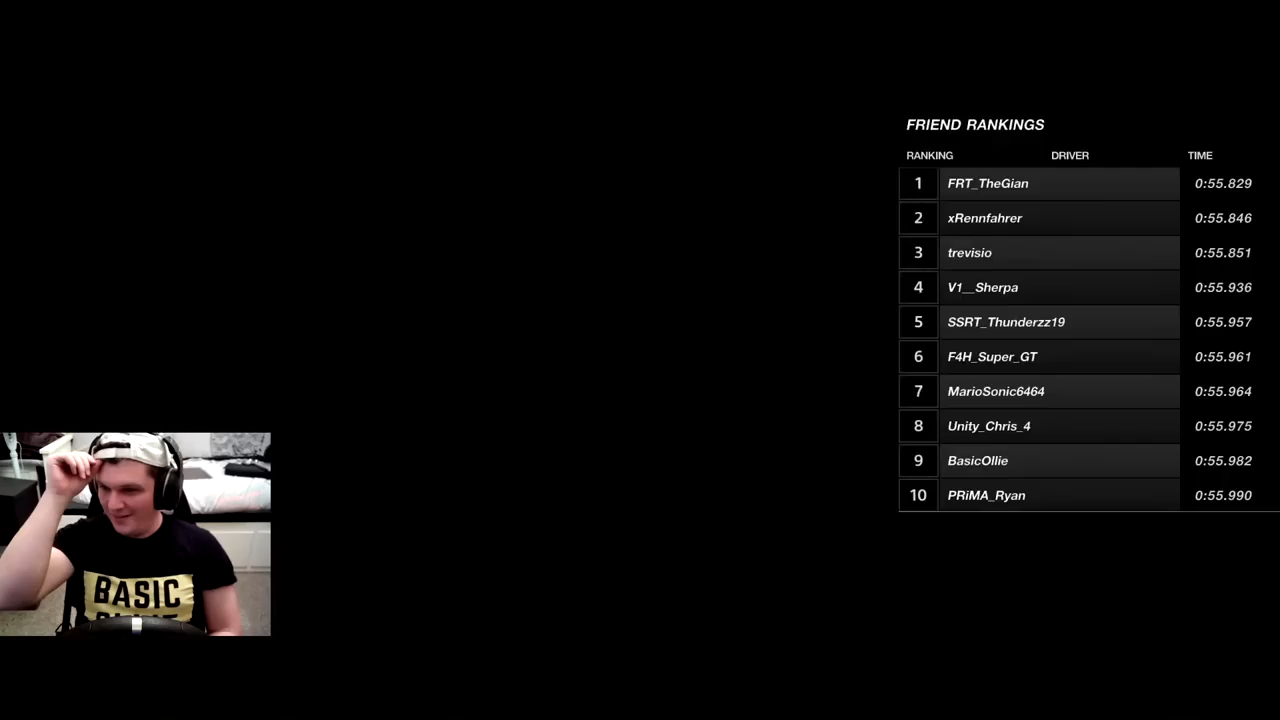 FRIEND RANKINGS
RANKING DRIVER TIME
1 FRT_TheGian 0:55.829
2 xRennfahrer 0:55.846
3 trevisio 0:55.851
4 V1__Sherpa 0:55.936
5 SSRT_Thunderzz19 0:55.957
6 F4H_Super_GT 0:55.961
7 MarioSonic6464 0:55.964
8 Unity_Chris_4 0:55.975
9 BasicOllie 0:55.982
10 PRiMA_Ryan 0:55.990
BASIC